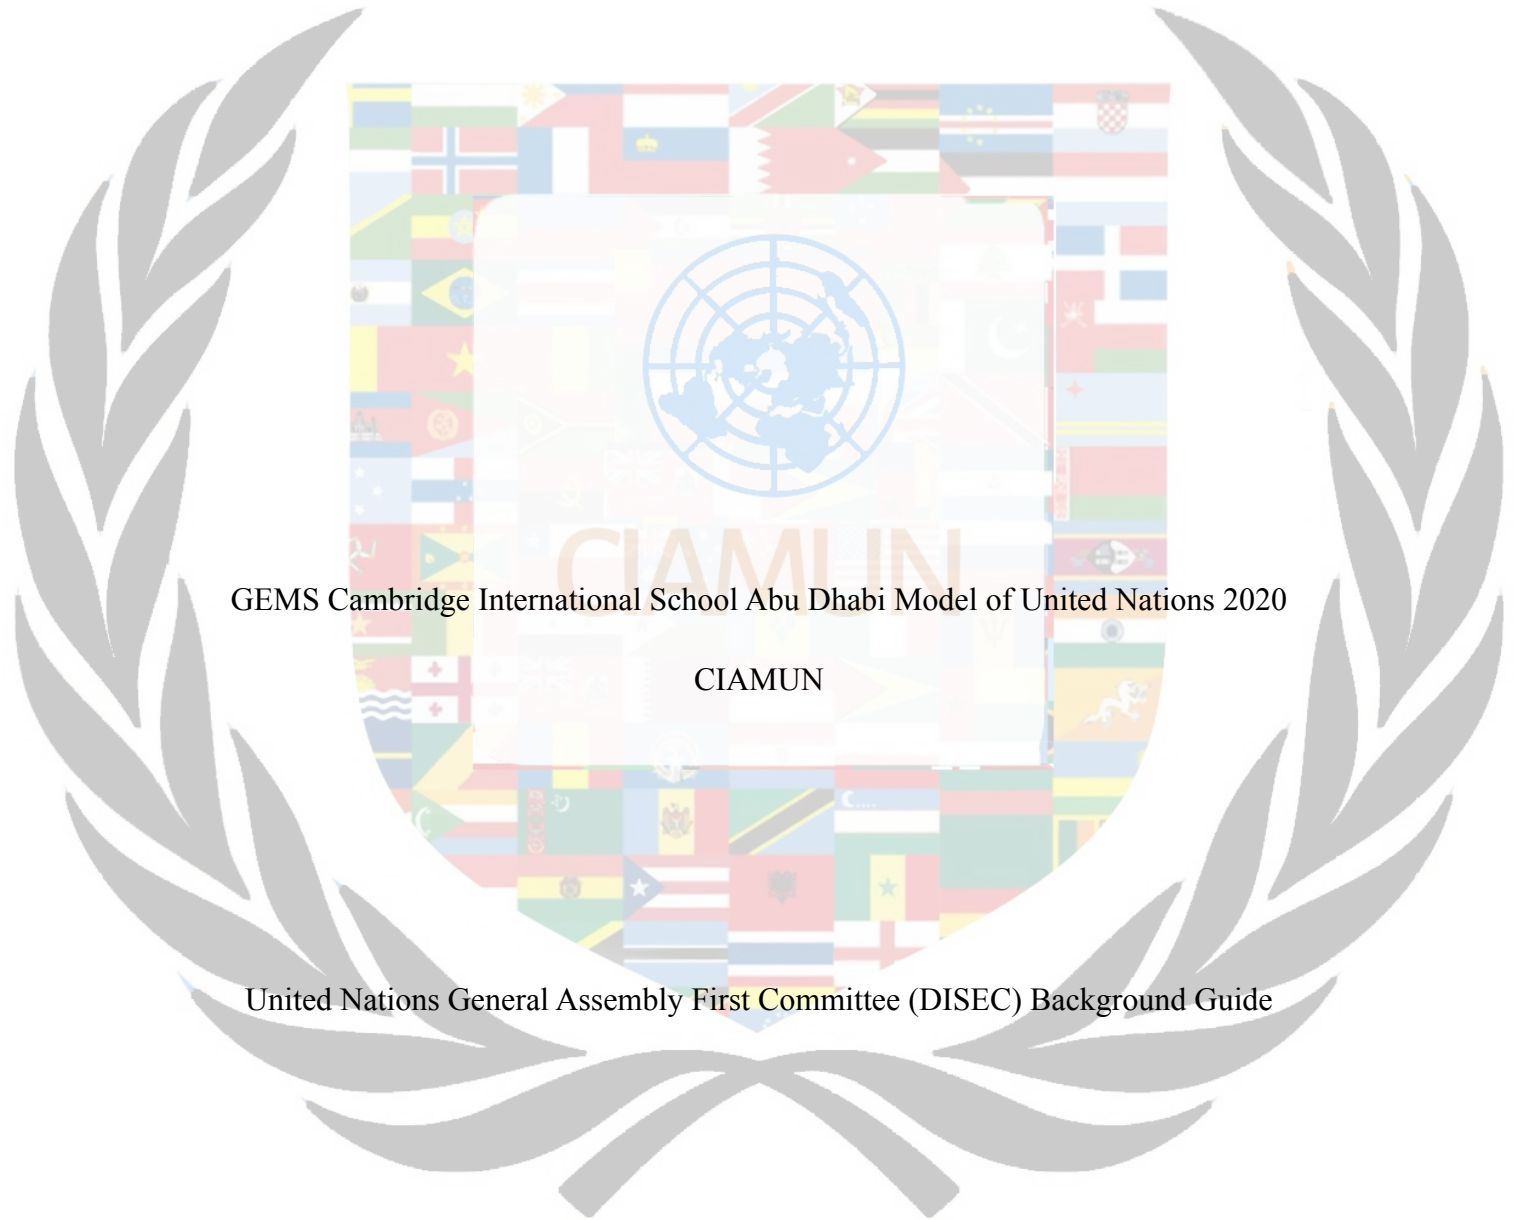 CIAMUN
GEMS Cambridge International School Abu Dhabi Model of United Nations 2020
CIAMUN
United Nations General Assembly First Committee (DISEC) Background Guide